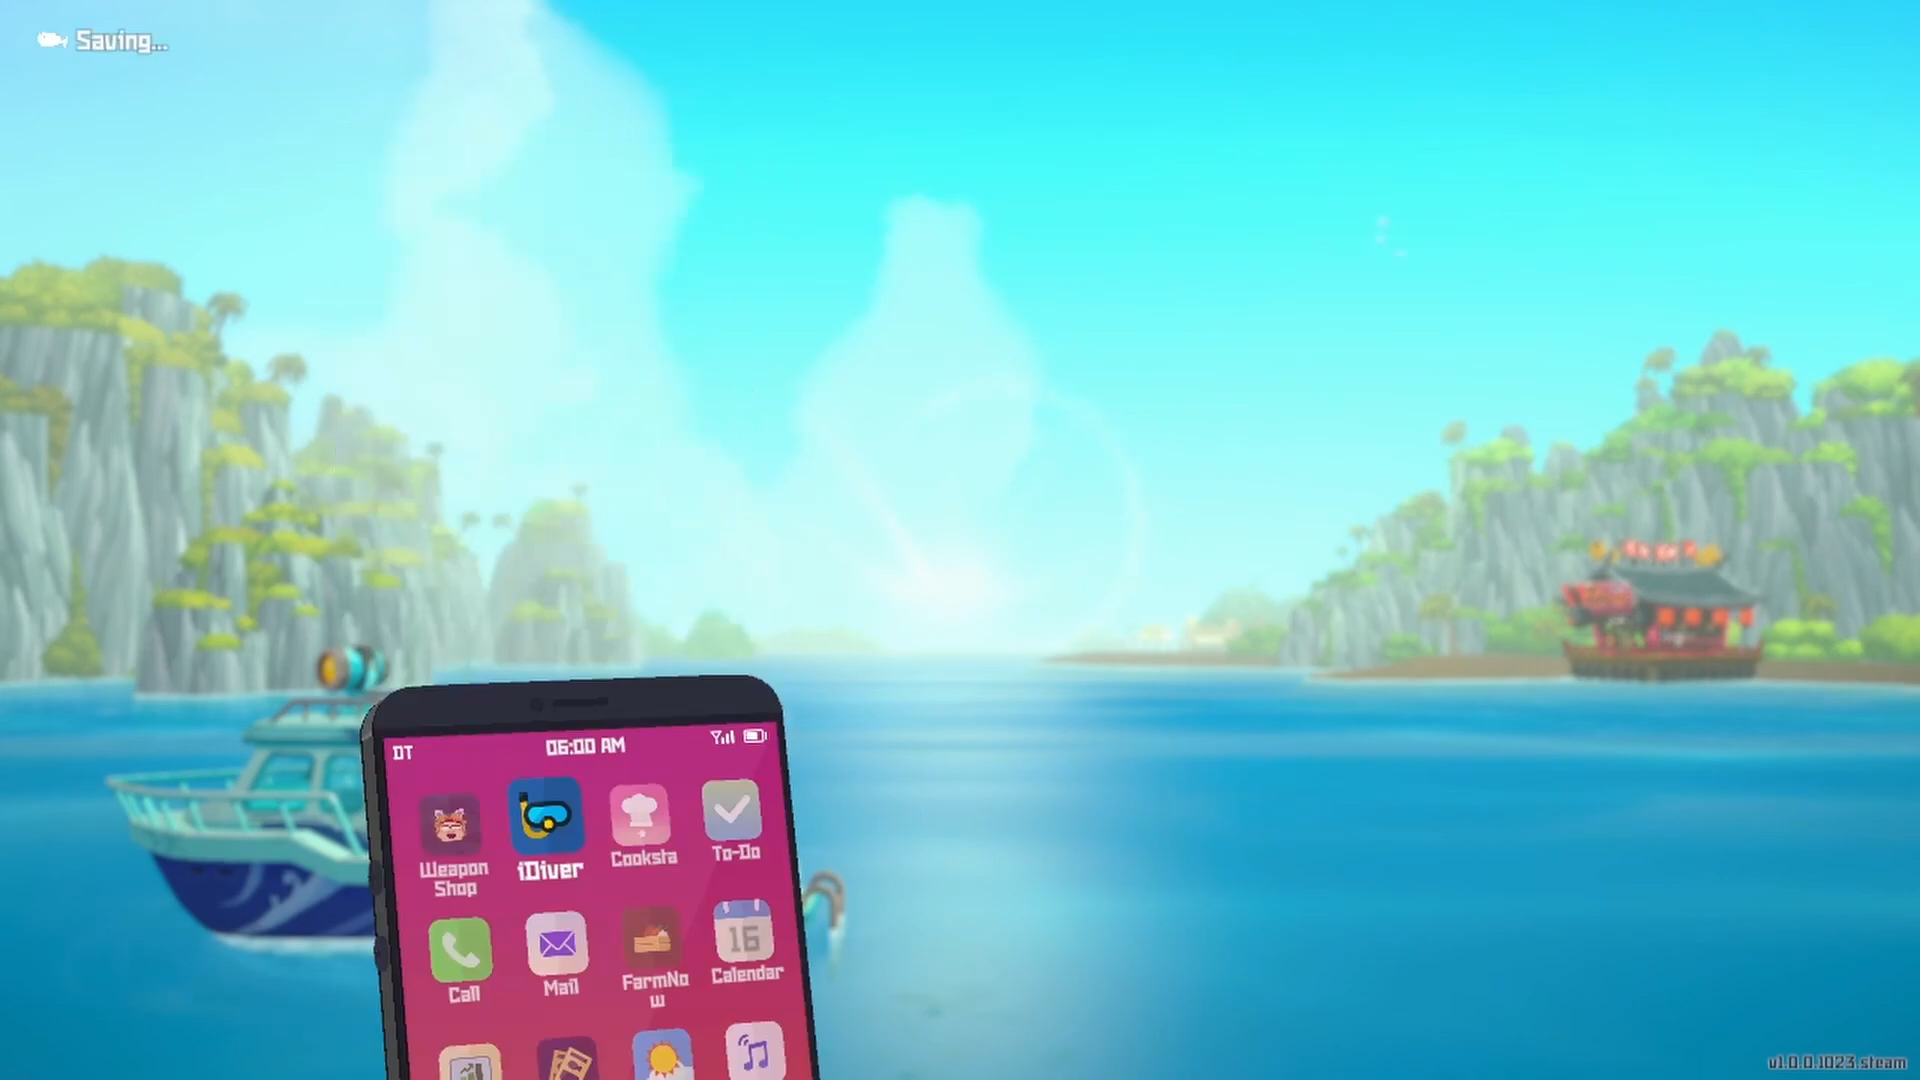 Saving...
DT
06:00 AM
Weapon
Shop
iDiver
Cooksta
To-Do
Call
Mail
FarmNo
w
16
Calendar
v1.0.0.1023.steam